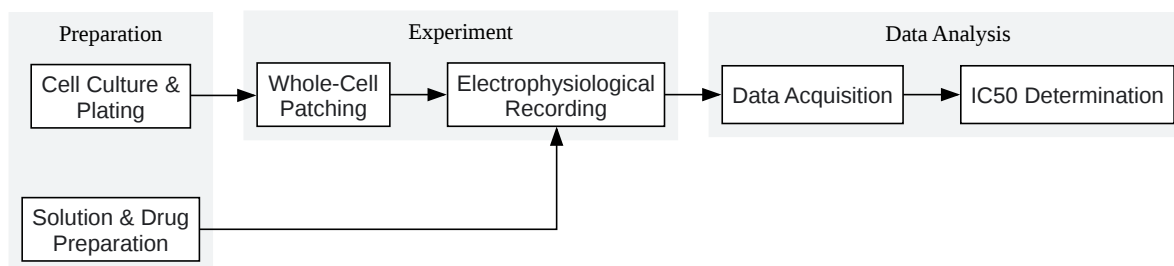 Preparation
Cell Culture &
Plating
Solution & Drug
Preparation
Experiment
Whole-Cell
Patching
Electrophysiological
Recording
Data Analysis
Data Acquisition
IC50 Determination